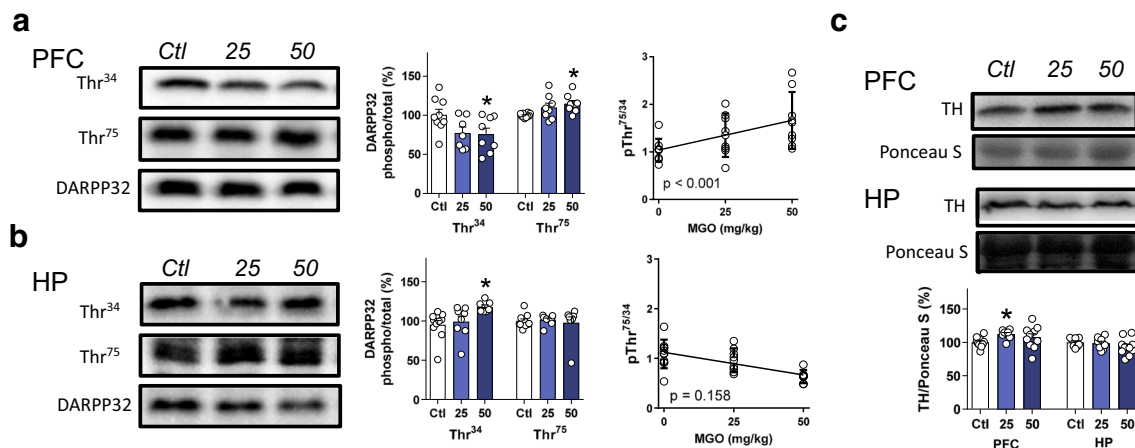 a
PFC
Ctl 25 50
Thr34
Thr75
DARPP32
DARPP32
phospho/total (%)
150
100
50
0
*
*
Ctl 25 50 Ctl 25 50
Thr34 Thr75
pThr75/34
3
2
1
0
p < 0.001
0 25 50
MGO (mg/kg)
b
HP
Ctl 25 50
Thr34
Thr75
DARPP32
DARPP32
phospho/total (%)
150
100
50
0
*
Ctl 25 50 Ctl 25 50
Thr34 Thr75
pThr75/34
3
2
1
0
p = 0.158
0 25 50
MGO (mg/kg)
c
PFC
Ctl 25 50
TH
Ponceau S
HP
TH
Ponceau S
TH/Ponceau S (%)
150
100
50
0
*
Ctl 25 50 Ctl 25 50
PFC HP